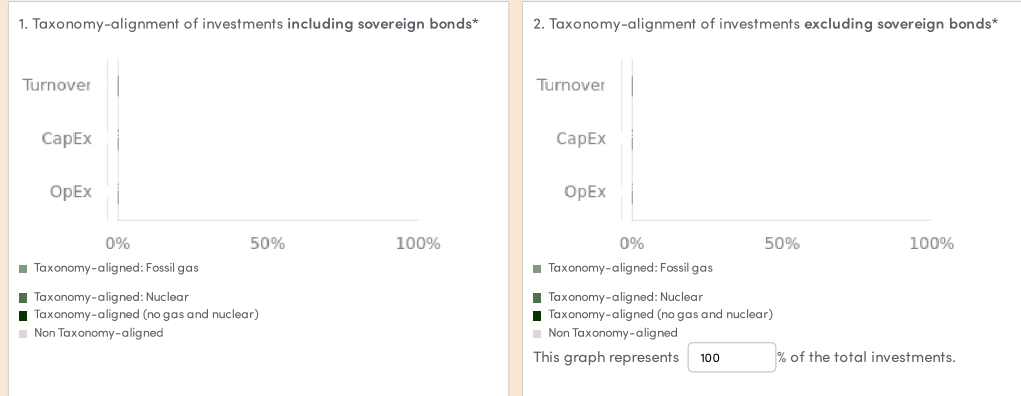 1. Taxonomy-alignment of investments including sovereign bonds*
Turnover
CapEx
OpEx
0% 50% 100%
Taxonomy-aligned: Fossil gas
Taxonomy-aligned: Nuclear
Taxonomy-aligned (no gas and nuclear)
Non Taxonomy-aligned
2. Taxonomy-alignment of investments excluding sovereign bonds*
Turnover
CapEx
OpEx
0% 50% 100%
Taxonomy-aligned: Fossil gas
Taxonomy-aligned: Nuclear
Taxonomy-aligned (no gas and nuclear)
Non Taxonomy-aligned
This graph represents 100 % of the total investments.